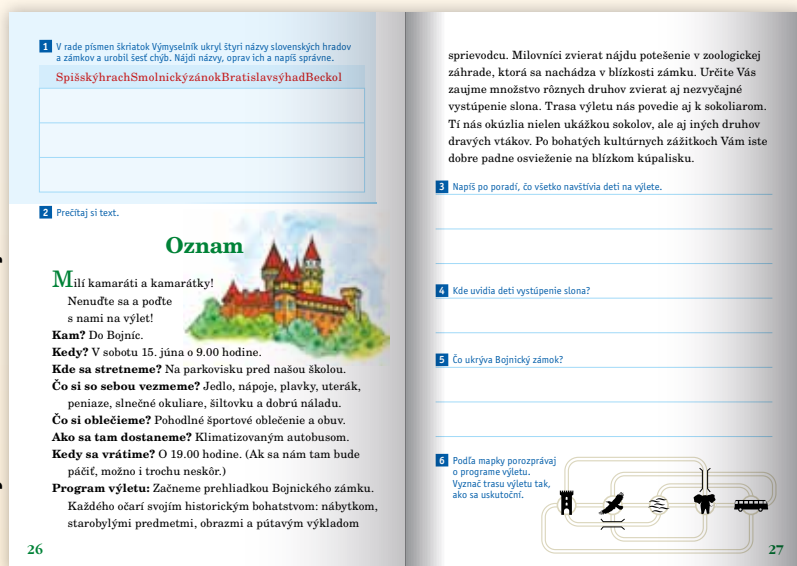 1 V rade písmen škriatok Výmyselník ukryl štyri názvy slovenských hradov
a zámkov a urobil šesť chýb. Nájdi názvy, oprav ich a napíš správne.
SpišskýhrachSmolnickýzánokBratislavsýhadBeckol
2 Prečítaj si text.
Oznam
Milí kamaráti a kamarátky!
Nenuďte sa a poďte
s nami na výlet!
Kam? Do Bojníc.
Kedy? V sobotu 15. júna o 9.00 hodine.
Kde sa stretneme? Na parkovisku pred našou školou.
Čo si so sebou vezmeme? Jedlo, nápoje, plavky, uterák,
peniaze, slnečné okuliare, šiltovku a dobrú náladu.
Čo si oblečieme? Pohodlné športové oblečenie a obuv.
Ako sa tam dostaneme? Klimatizovaným autobusom.
Kedy sa vrátime? O 19.00 hodine. (Ak sa nám tam bude
páčiť, možno i trochu neskôr.)
Program výletu: Začneme prehliadkou Bojnického zámku.
Každého očarí svojím historickým bohatstvom: nábytkom,
starobylými predmetmi, obrazmi a pútavým výkladom
26
sprievodcu. Milovníci zvierat nájdu potešenie v zoologickej
záhrade, ktorá sa nachádza v blízkosti zámku. Určite Vás
zaujme množstvo rôznych druhov zvierat aj nezvyčajné
vystúpenie slona. Trasa výletu nás povedie aj k sokoliarom.
Tí nás okúzlia nielen ukážkou sokolov, ale aj iných druhov
dravých vtákov. Po bohatých kultúrnych zážitkoch Vám iste
dobre padne osvieženie na blízkom kúpalisku.
3 Napíš po poradí, čo všetko navštívia deti na výlete.
4 Kde uvidia deti vystúpenie slona?
5 Čo ukrýva Bojnický zámok?
6 Podľa mapky porozprávaj
o programe výletu.
Vyznač trasu výletu tak,
ako sa uskutoční.
27